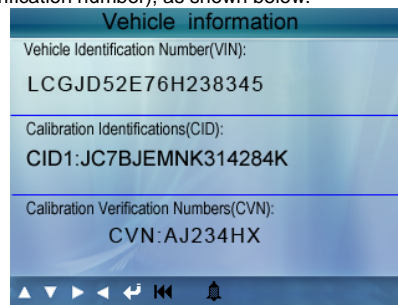 rification number), as shown below.
Vehicle information
Vehicle Identification Number(VIN):
LCGJD52E76H238345
Calibration Identifications(CID):
CID1:JC7BJEMNK314284K
Calibration Verification Numbers(CVN):
CVN:AJ234HX